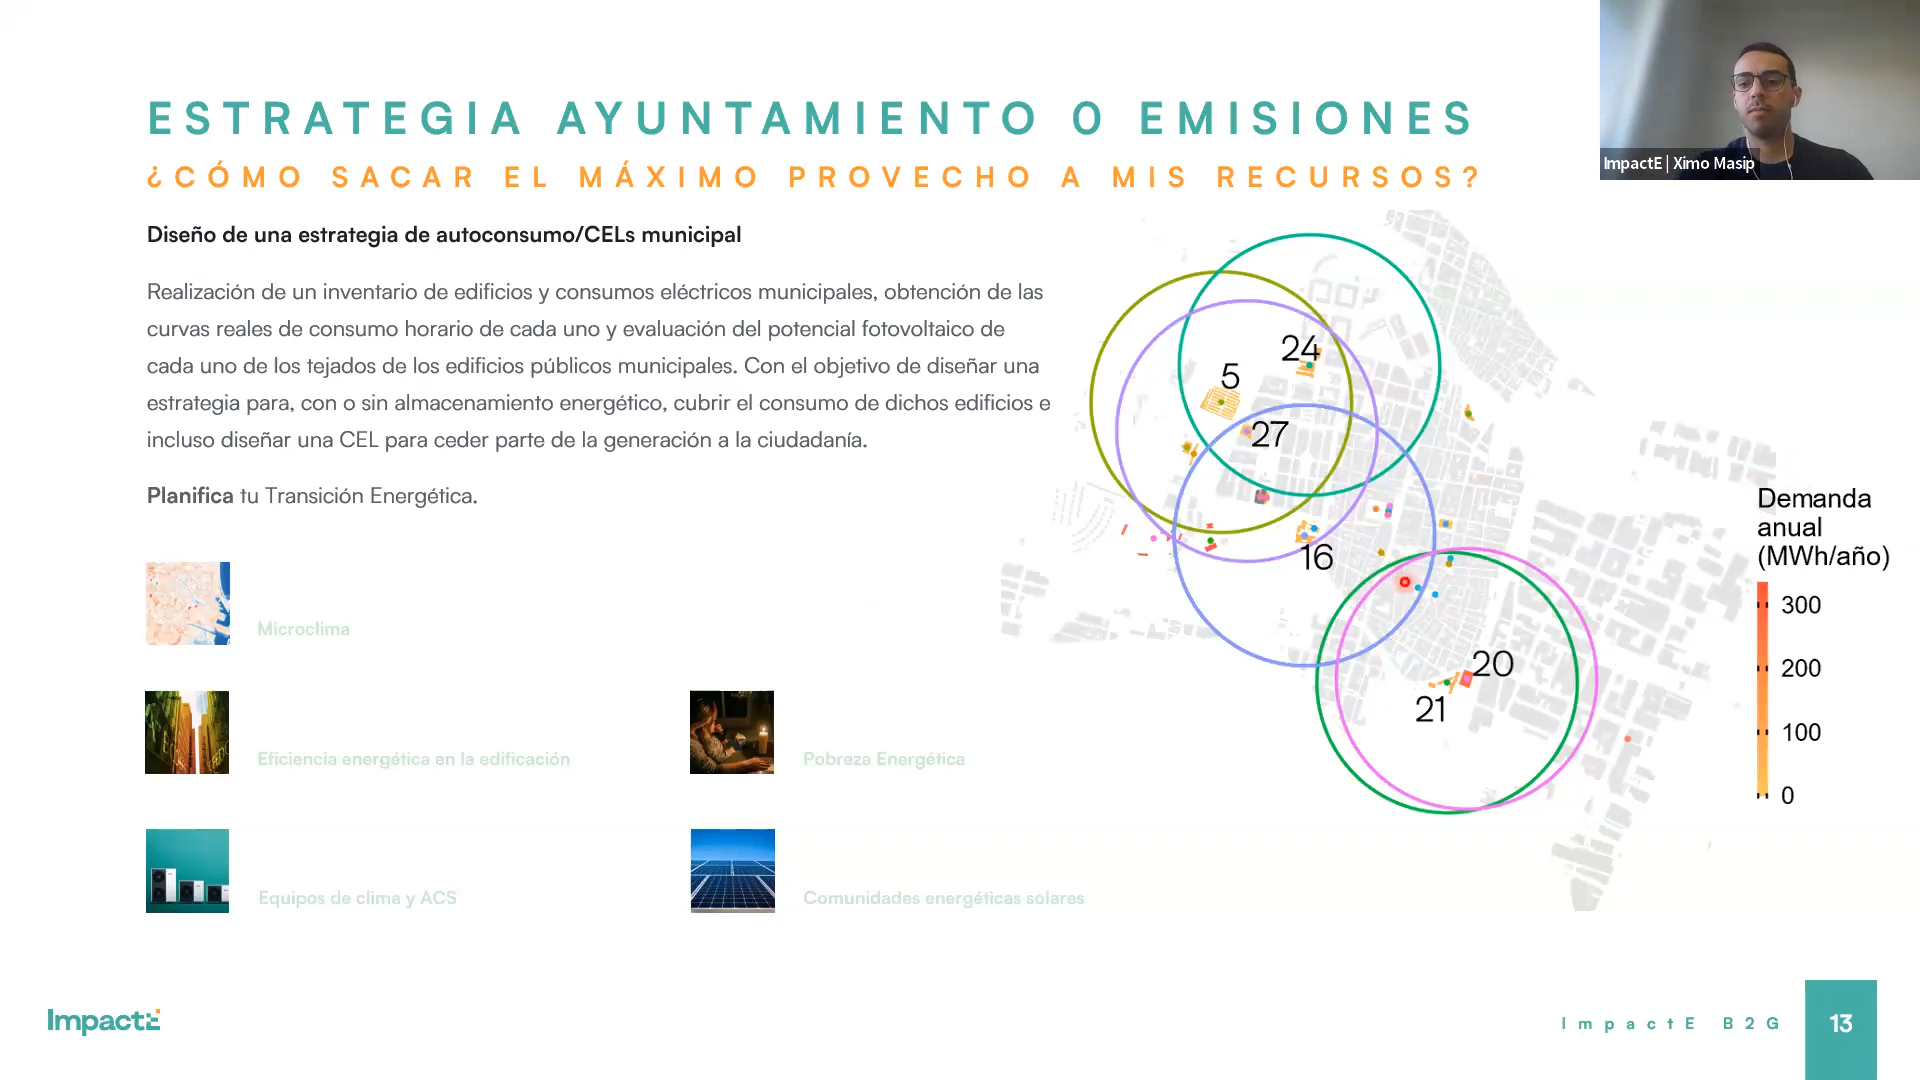 ESTRATEGIA AYUNTAMIENTO 0 EMISIONES
¿CÓMO SACAR EL MÁXIMO PROVECHO A MIS RECURSOS?
ImpactE | Ximo Masip
Diseño de una estrategia de autoconsumo/CELs municipal
Realización de un inventario de edificios y consumos eléctricos municipales, obtención de las
curvas reales de consumo horario de cada uno y evaluación del potencial fotovoltaico de
cada uno de los tejados de los edificios públicos municipales. Con el objetivo de diseñar una
estrategia para, con o sin almacenamiento energético, cubrir el consumo de dichos edificios e
incluso diseñar una CEL para ceder parte de la generación a la ciudadanía.
Planifica tu Transición Energética.
Microclima
Eficiencia energética en la edificación
Pobreza Energética
Equipos de clima y ACS
Comunidades energéticas solares
24
5
27
16
20
21
Demanda
anual
(MWh/año)
300
200
100
0
ImpactE
ImpactE B2G
13